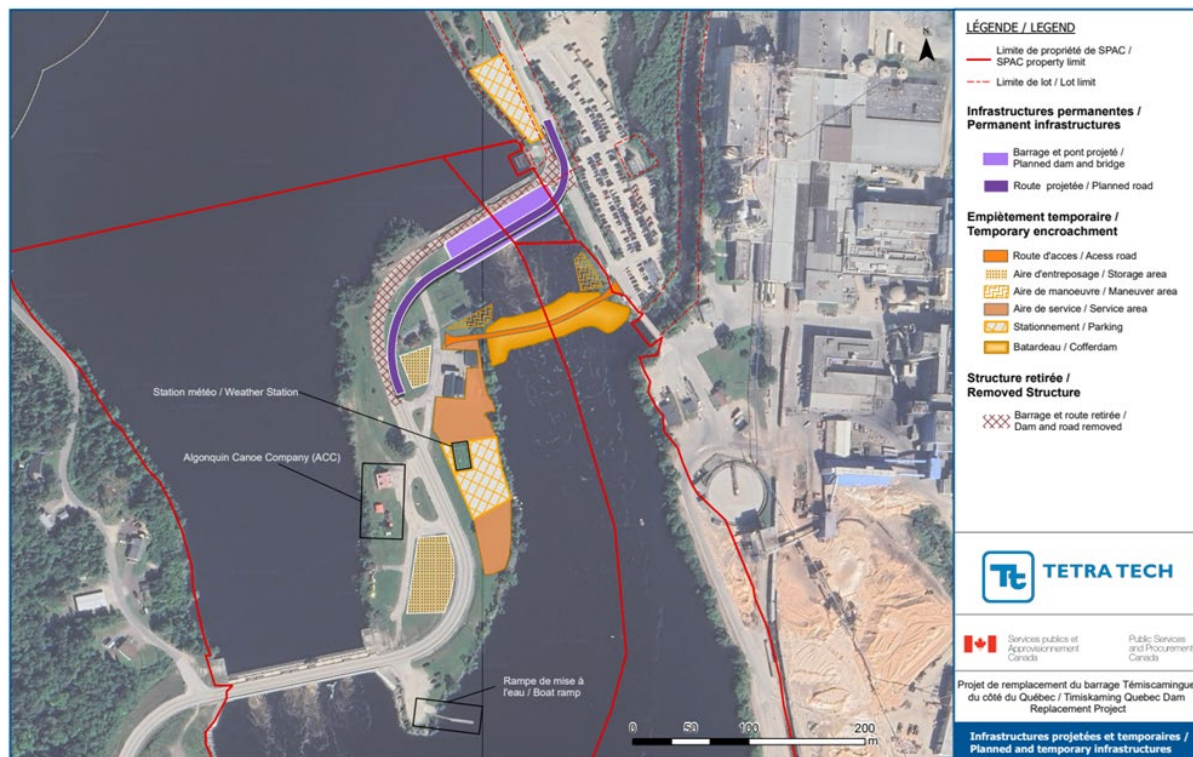 LÉGENDE / LEGEND
N
Limite de propriété de SPAC /
SPAC property limit
Limite de lot / Lot limit
Infrastructures permanentes /
Permanent infrastructures
Barrage et pont projeté /
Planned dam and bridge
Route projetée / Planned road
Empiètement temporaire /
Temporary encroachment
Route d'acces / Acess road
Aire d'entreposage / Storage area
Aire de manoeuvre / Maneuver area
Aire de service / Service area
Stationnement / Parking
Batardeau / Cofferdam
Structure retirée /
Removed Structure
Barrage et route retirée /
Dam and road removed
Station météo / Weather Station
Algonquin Canoe Company (ACC)
Rampe de mise à
l'eau / Boat ramp
0 50 100 200
m
Tt TETRA TECH
Services publics et
Approvisionnement
Canada
Public Services
and Procurement
Canada
Projet de remplacement du barrage Témiscamingue
du côté du Québec / Timiskaming Quebec Dam
Replacement Project
Infrastructures projetées et temporaires /
Planned and temporary infrastructures